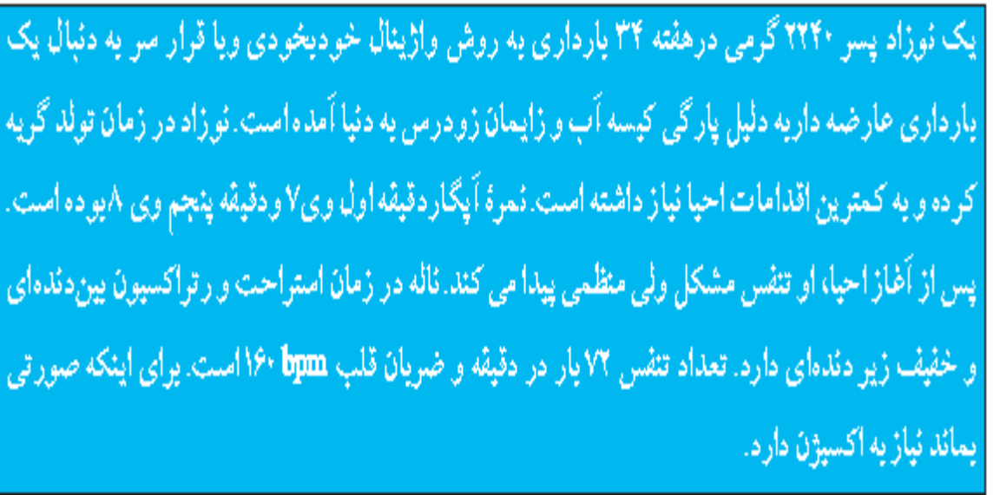 یک نوزاد پسر ۲۲۴۰ گرمی درهفته ۳۴ بارداری به روش واژینال خودبخودی وبا قرار سر به دنبال یک
بارداری عارضه داربه دلیل پارگی کیسه آب و زایمان زودرس به دنیا آمده است. نوزاد در زمان تولد گریه
کرده و به کمترین اقدامات احیا نیاز داشته است. نمرهٔ آپگاردقیقه اول وی۷ ودقیقه پنجم وی ۸بوده است.
پس از آغاز احیا، او تنفس مشکل ولی منظمی پیدا می کند. ناله در زمان استراحت و رتراکسیون بین‌دنده‌ای
و خفیف زیر دنده‌ای دارد. تعداد تنفس ۷۲ بار در دقیقه و ضربان قلب bpm ۱۶۰ است. برای اینکه صورتی
بماند نیاز به اکسیژن دارد.